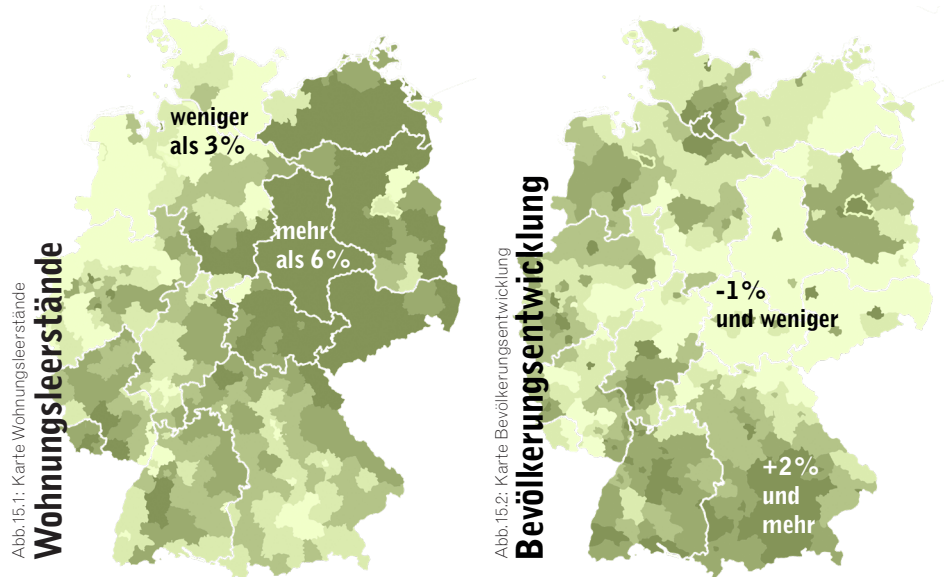 Abb.15.1: Karte Wohnungsleerstände
Wohnungsleerstände
weniger
als 3%
mehr
als 6%
Abb.15.2: Karte Bevölkerungsentwicklung
Bevölkerungsentwicklung
-1%
und weniger
+2%
und
mehr